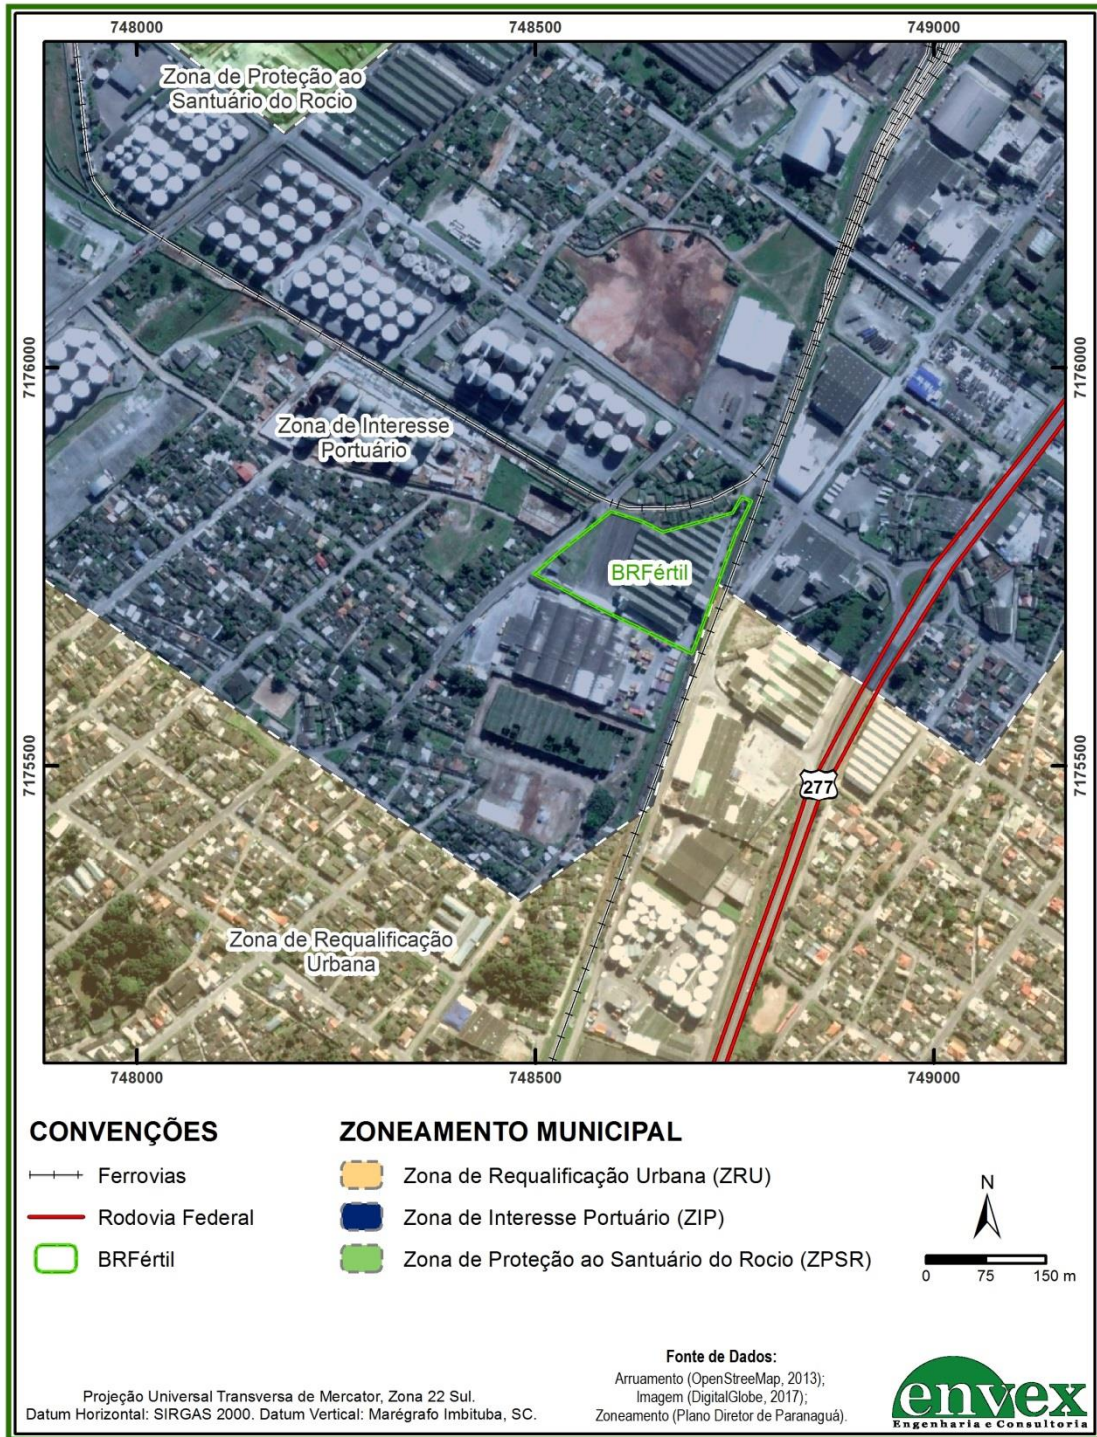 748000
748500
749000
Zona de Proteção ao
Santuário do Rocio
7176000
7176000
Zona de Interesse
Portuário
BRFértil
7175500
7175500
277
Zona de Requalificação
Urbana
748000
748500
749000
CONVENÇÕES
Ferrovias
Rodovia Federal
BRFértil
ZONEAMENTO MUNICIPAL
Zona de Requalificação Urbana (ZRU)
Zona de Interesse Portuário (ZIP)
Zona de Proteção ao Santuário do Rocio (ZPSR)
N
0 75 150 m
Projeção Universal Transversa de Mercator, Zona 22 Sul.
Datum Horizontal: SIRGAS 2000. Datum Vertical: Marégrafo Imbituba, SC.
Fonte de Dados:
Arruamento (OpenStreeMap, 2013);
Imagem (DigitalGlobe, 2017);
Zoneamento (Plano Diretor de Paranaguá).
envex
Engenharia e Consultoria